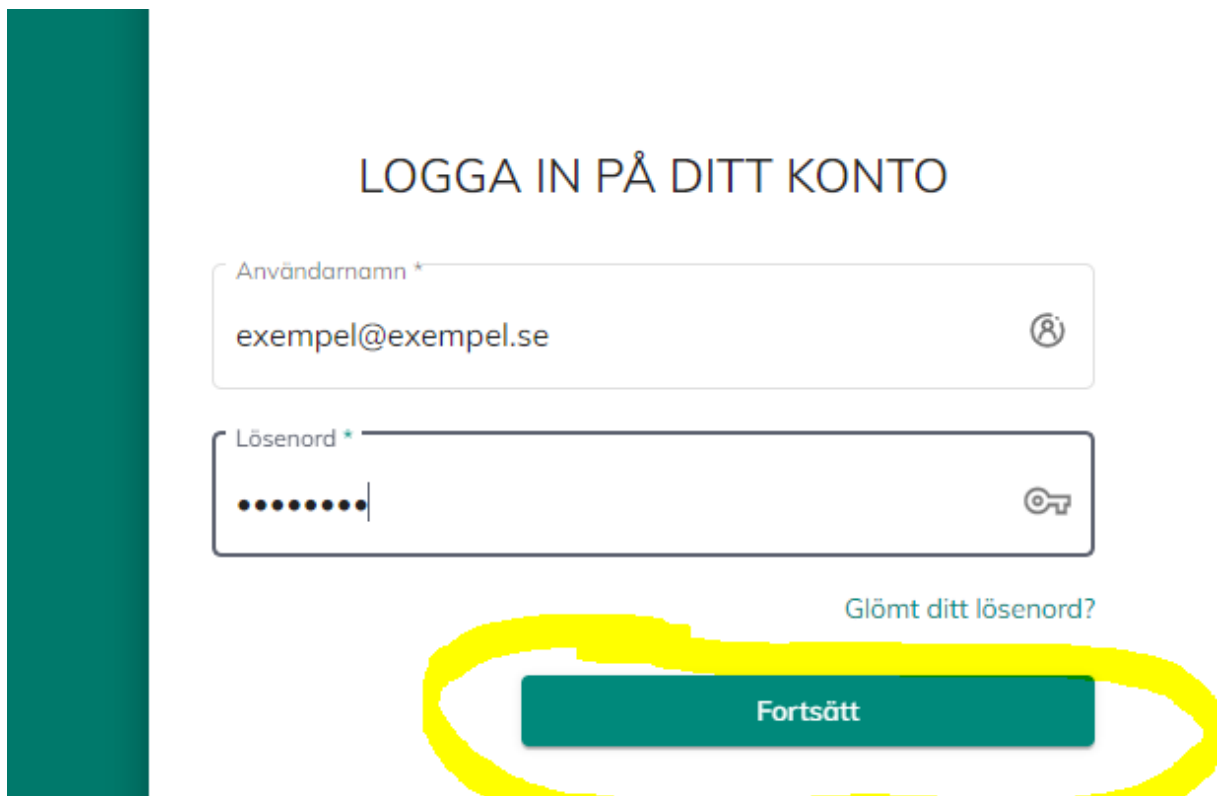 LOGGA IN PÅ DITT KONTO
Användarnamn *
exempel@exempel.se
Lösenord *
••••••••
Glömt ditt lösenord?
Fortsätt